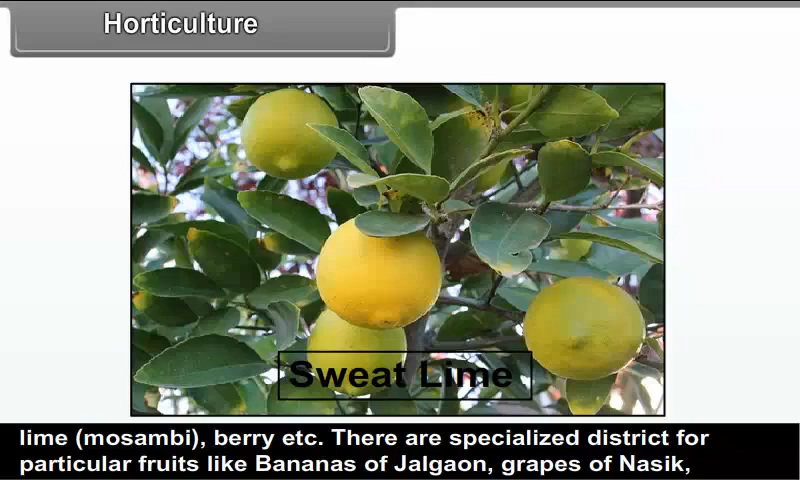 Horticulture
Sweat Lime
lime (mosambi), berry etc. There are specialized district for
particular fruits like Bananas of Jalgaon, grapes of Nasik,